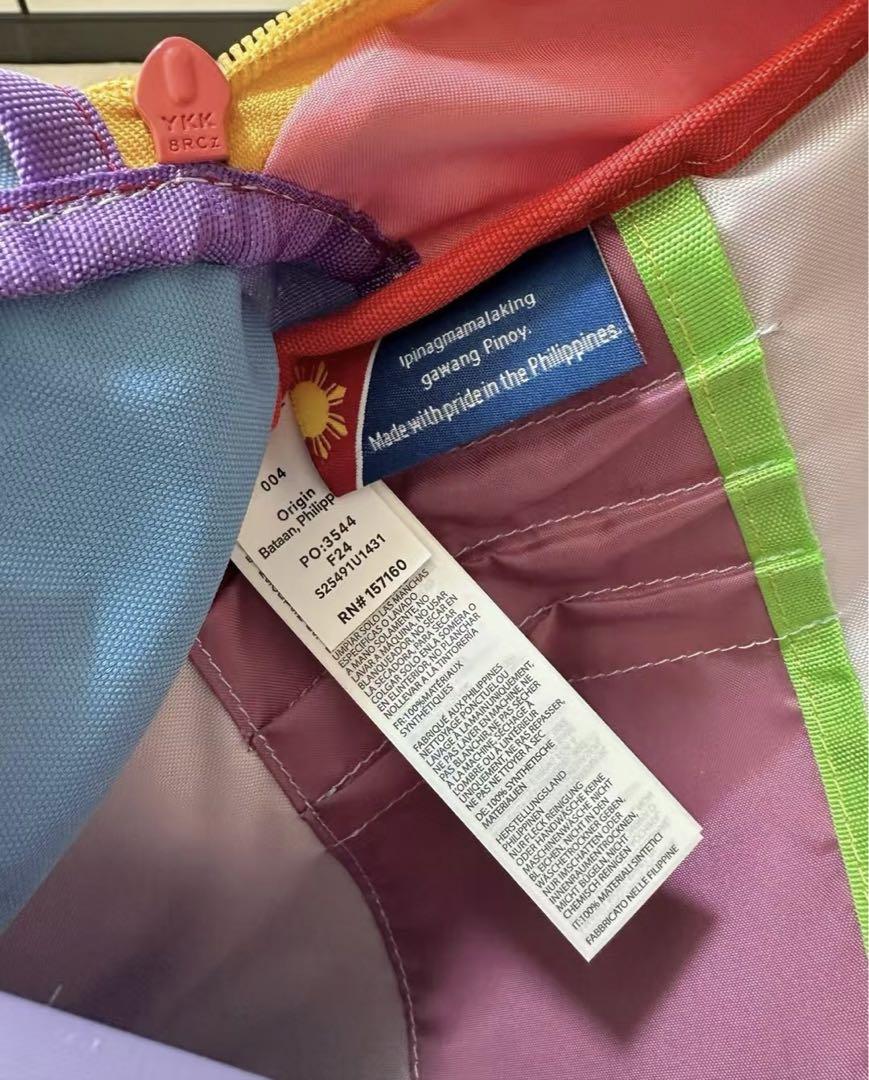 YKK
8RCZ
Ipinagmamalaking
gawang Pinoy.
Made with pride in the Philippines.
004
Origin
Bataan, Philipp
PO:3544
F24
S25491U1431
RN# 157160
LIMPIAR SOLO LAS MANCHAS
ESPECIFICAS O LAVADO
A MANO SOLAMENTE, NO
LAVAR A MAQUINA, NO USAR
BLANQUEADOR, NO SECAR EN
LA SECADORA, PARA SECAR
COLGAR SOLO EN LA SOMBRA O
EN EL INTERIOR, NO PLANCHAR
NO LLEVAR A LA TINTORERIA
FR:100% MATÉRIAUX
SYNTHÉTIQUES
FABRIQUÉ AUX PHILIPPINES
NETTOYAGE PONCTUEL OU
LAVAGE À LA MAIN UNIQUEMENT,
NE PAS LAVER EN MACHINE, NE
PAS BLANCHIR, NE PAS SÉCHER
À LA MACHINE, SÉCHAGE À
L'OMBRE OU À L'INTÉRIEUR
UNIQUEMENT, NE PAS REPASSER,
NE PAS NETTOYER À SEC
DE:100% SYNTHETISCHE
MATERIALIEN
HERSTELLUNGSLAND
PHILIPPINEN
NUR FLECK REINIGUNG
ODER HANDWÄSCHE KEINE
MASCHINENWÄSCHE NICHT
BLEICHEN, NICHT IN DEN
WÄSCHETROCKNER GEBEN,
NUR IM SCHATTEN ODER
INNENRAUM TROCKNEN,
NICHT BÜGELN, NICHT
CHEMISCH REINIGEN
IT:100% MATERIALI SINTETICI
FABBRICATO NELLE FILIPPINE